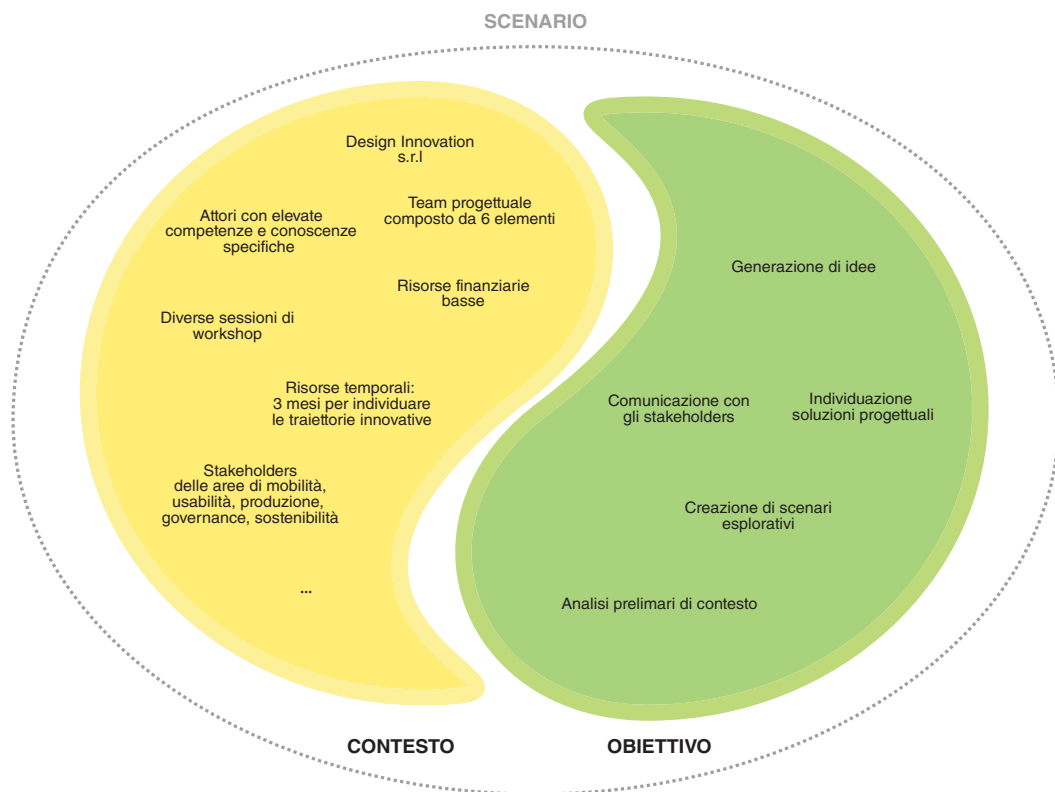 SCENARIO
Design Innovation
s.r.l
Team progettuale
composto da 6 elementi
Attori con elevate
competenze e conoscenze
specifiche
Risorse finanziarie
basse
Diverse sessioni di
workshop
Risorse temporali:
3 mesi per individuare
le traiettorie innovative
Stakeholders
delle aree di mobilità,
usabilità, produzione,
governance, sostenibilità
...
Generazione di idee
Comunicazione con
gli stakeholders
Individuazione
soluzioni progettuali
Creazione di scenari
esplorativi
Analisi prelimari di contesto
CONTESTO
OBIETTIVO